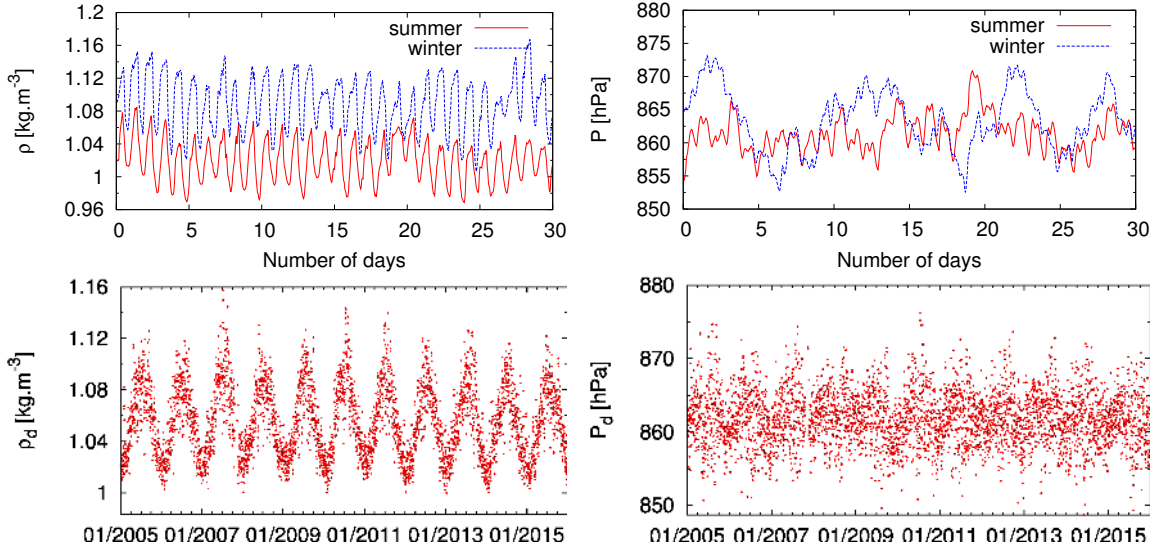 1.2
1.16
1.12
1.08
1.04
1
0.96
ρ [kg.m⁻³]
summer
winter
0 5 10 15 20 25 30
Number of days
880
875
870
865
860
855
850
P [hPa]
summer
winter
0 5 10 15 20 25 30
Number of days
1.16
1.12
1.08
1.04
1
ρd [kg.m⁻³]
01/2005 01/2007 01/2009 01/2011 01/2013 01/2015
880
870
860
850
Pd [hPa]
01/2005 01/2007 01/2009 01/2011 01/2013 01/2015